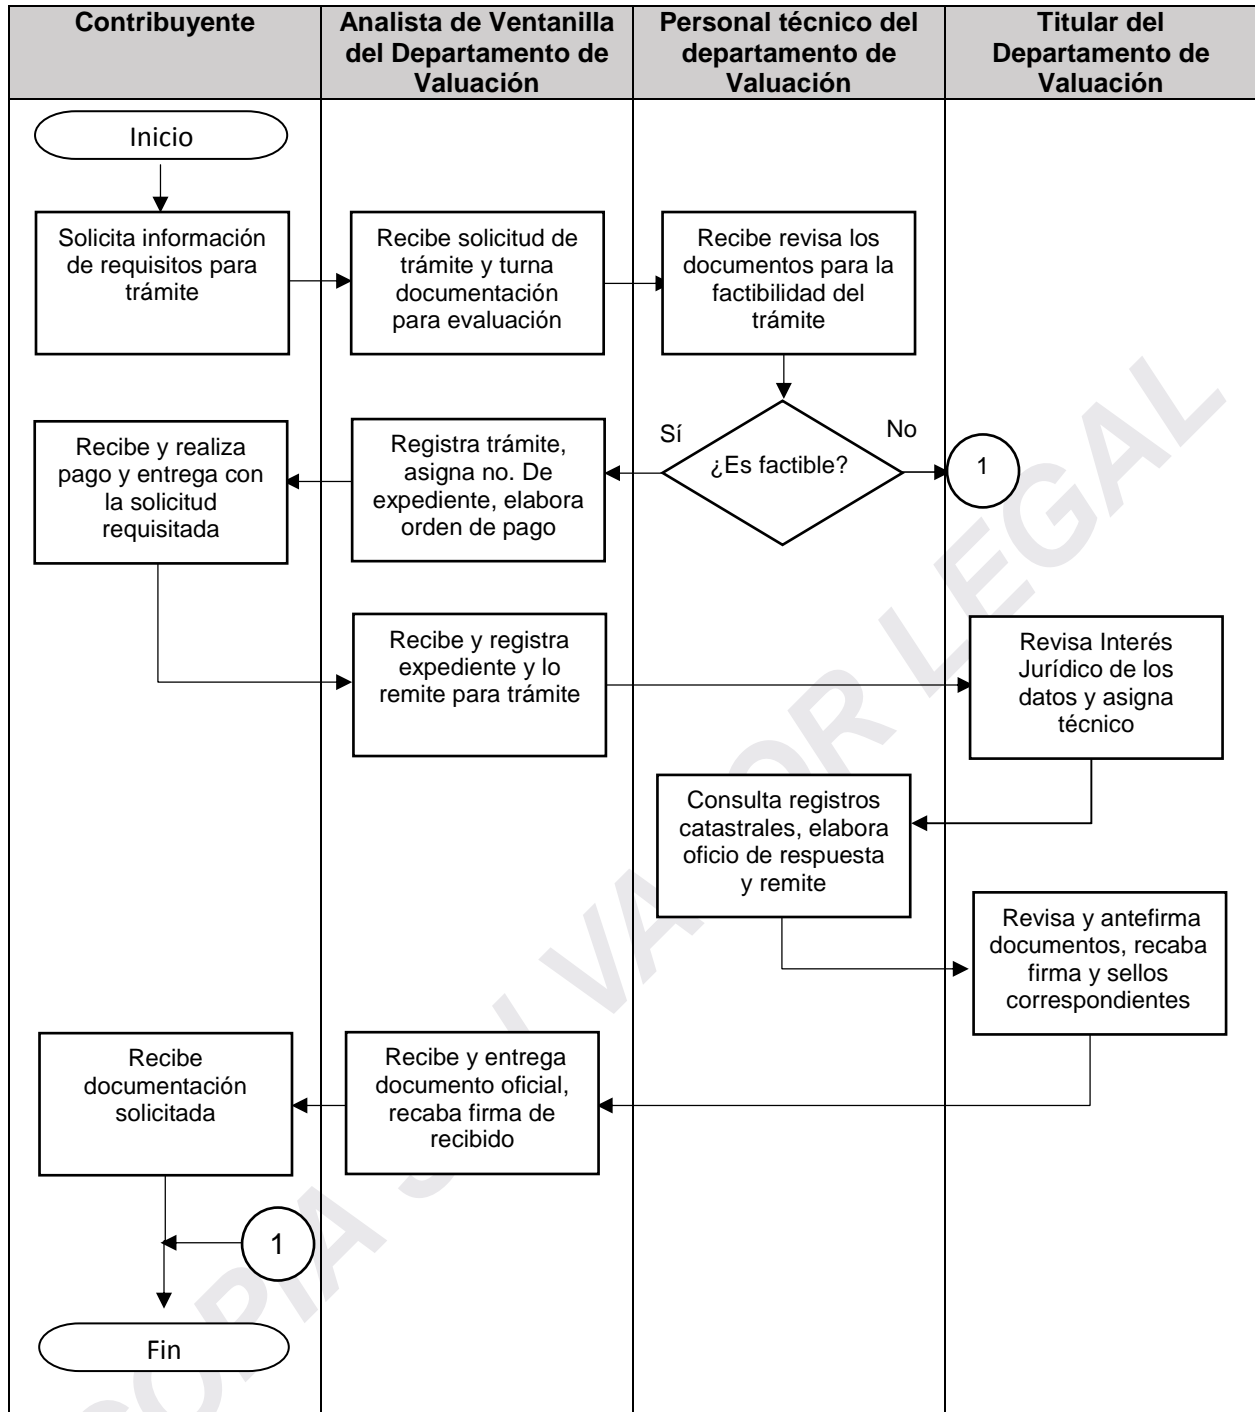 Contribuyente
Analista de Ventanilla
del Departamento de
Valuación
Personal técnico del
departamento de
Valuación
Titular del
Departamento de
Valuación
Inicio
Solicita información
de requisitos para
trámite
Recibe solicitud de
trámite y turna
documentación
para evaluación
Recibe revisa los
documentos para la
factibilidad del
trámite
Recibe y realiza
pago y entrega con
la solicitud
requisitada
Registra trámite,
asigna no. De
expediente, elabora
orden de pago
Sí
¿Es factible?
No
1
Recibe y registra
expediente y lo
remite para trámite
Revisa Interés
Jurídico de los
datos y asigna
técnico
Consulta registros
catastrales, elabora
oficio de respuesta
y remite
Revisa y antefirma
documentos, recaba
firma y sellos
correspondientes
Recibe
documentación
solicitada
Recibe y entrega
documento oficial,
recaba firma de
recibido
1
Fin
COPIA SIN VALOR LEGAL